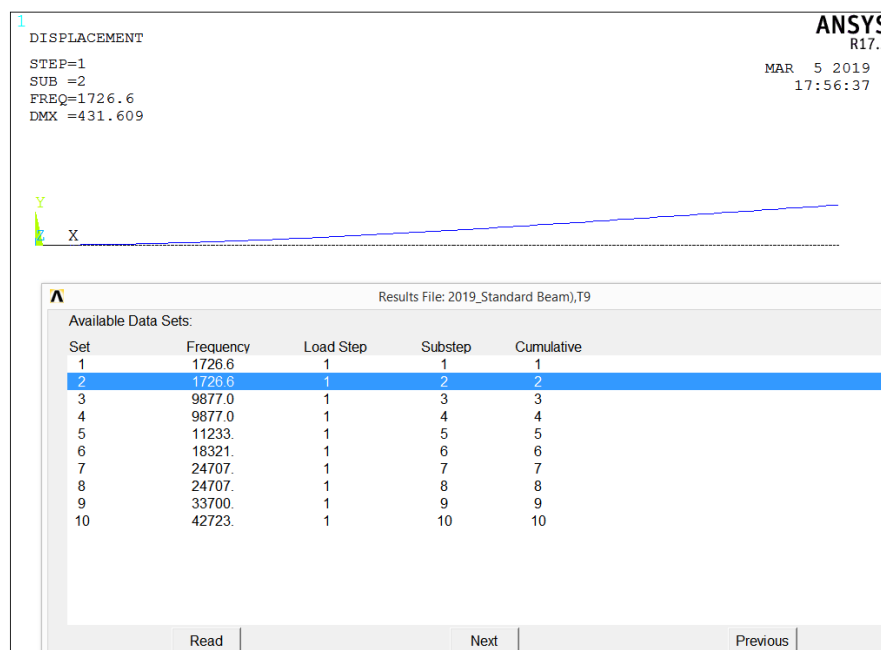 1
DISPLACEMENT
STEP=1
SUB =2
FREQ=1726.6
DMX =431.609
ANSYS
R17.
MAR 5 2019
17:56:37
Y
Z X
Results File: 2019_Standard Beam),T9
Available Data Sets:
Set Frequency Load Step Substep Cumulative
1 1726.6 1 1 1
2 1726.6 1 2 2
3 9877.0 1 3 3
4 9877.0 1 4 4
5 11233. 1 5 5
6 18321. 1 6 6
7 24707. 1 7 7
8 24707. 1 8 8
9 33700. 1 9 9
10 42723. 1 10 10
Read Next Previous